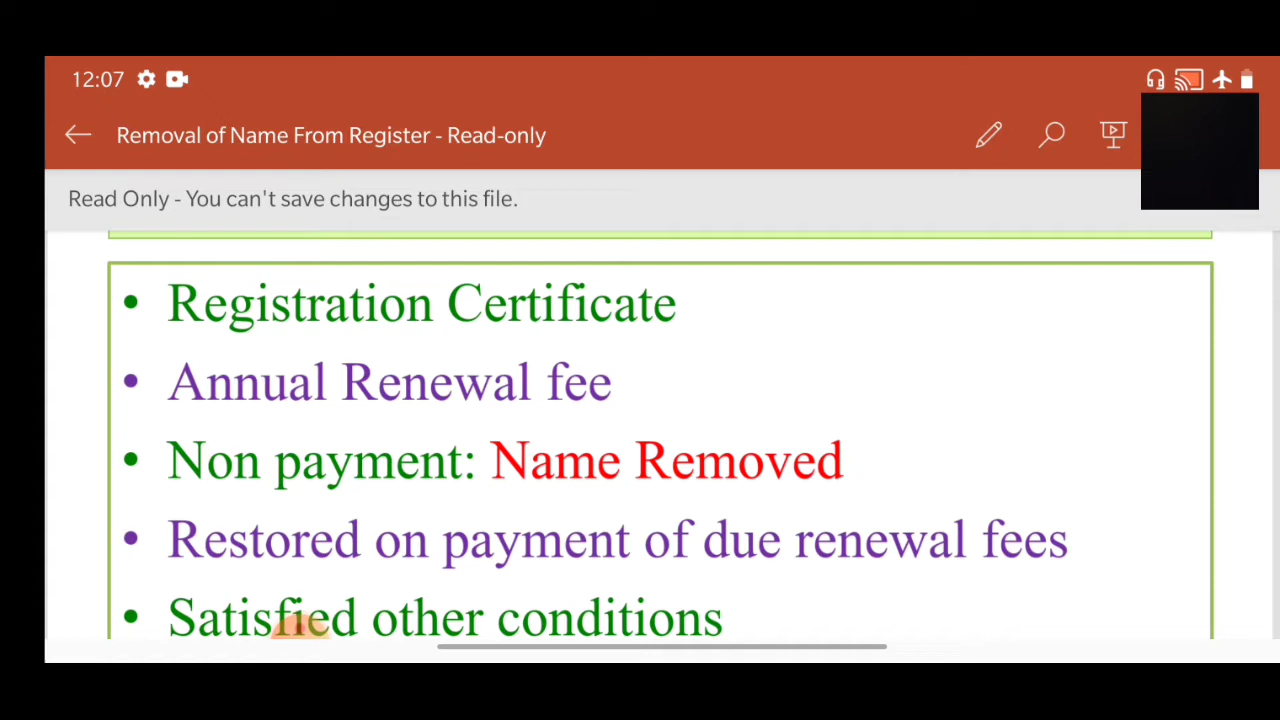 12:07
Removal of Name From Register - Read-only
Read Only - You can't save changes to this file.
• Registration Certificate
• Annual Renewal fee
• Non payment: Name Removed
• Restored on payment of due renewal fees
• Satisfied other conditions